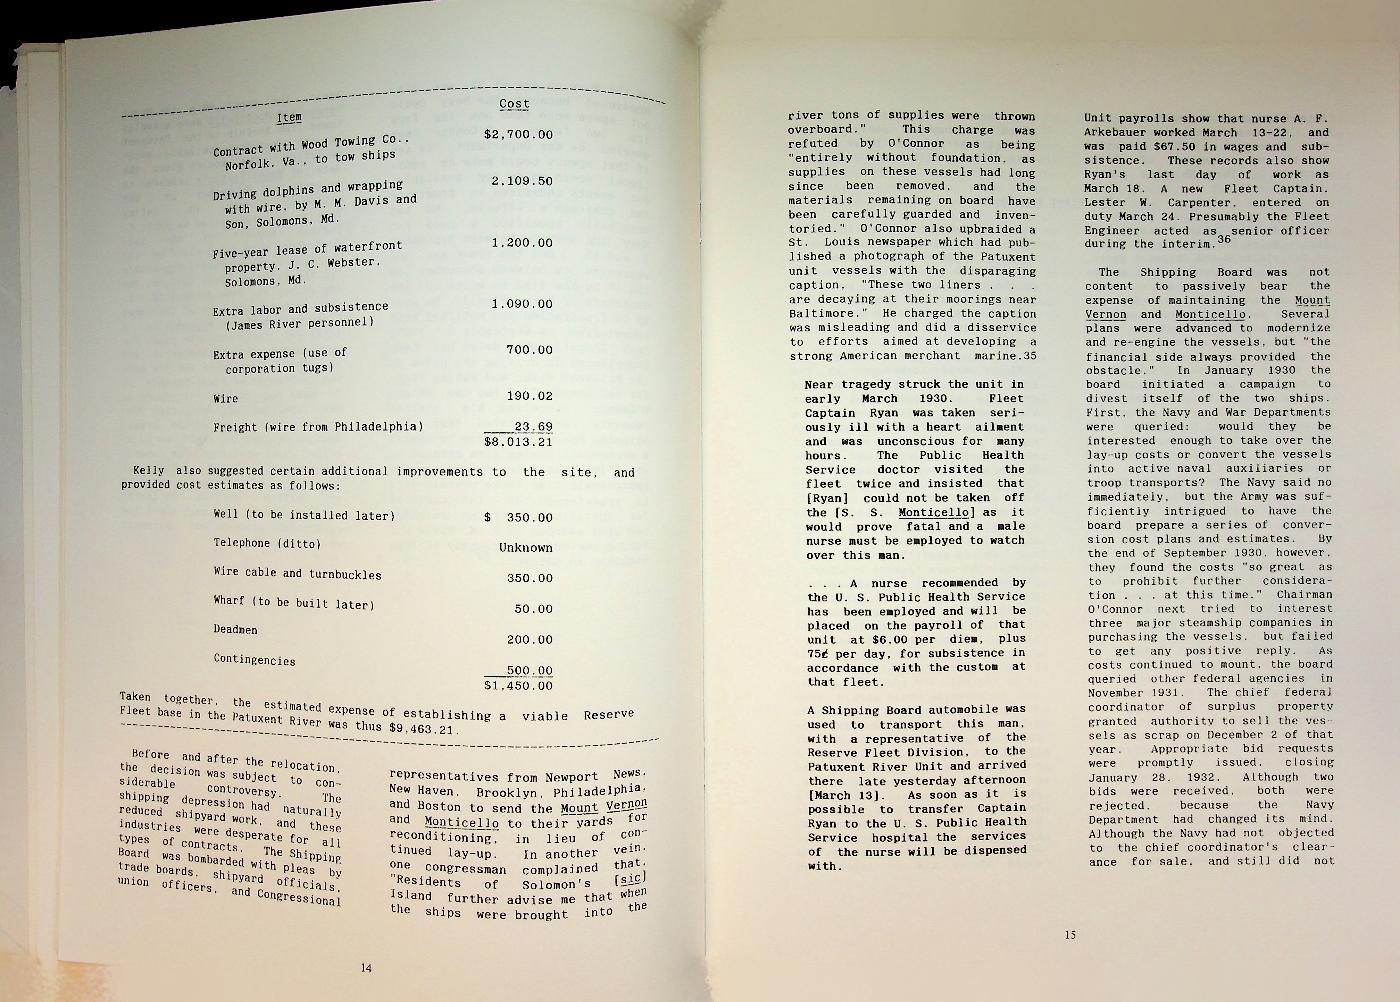 Item Cost
Contract with Wood Towing Co., $2,700.00
Norfolk, Va., to tow ships
Driving dolphins and wrapping 2,109.50
with wire, by M. M. Davis and
Son, Solomons, Md.
Five-year lease of waterfront 1,200.00
property, J. C. Webster,
Solomons, Md.
Extra labor and subsistence 1,090.00
(James River personnel)
Extra expense (use of 700.00
corporation tugs)
Wire 190.02
Freight (wire from Philadelphia) 23.69
$8,013.21
Kelly also suggested certain additional improvements to the site, and
provided cost estimates as follows:
Well (to be installed later) $ 350.00
Telephone (ditto) Unknown
Wire cable and turnbuckles 350.00
Wharf (to be built later) 50.00
Deadmen 200.00
Contingencies 500.00
$1,450.00
Taken together, the estimated expense of establishing a viable Reserve
Fleet base in the Patuxent River was thus $9,463.21.
Before and after the relocation,
the decision was subject to con-
siderable controversy. The
shipping depression had naturally
reduced shipyard work, and these
industries were desperate for all
types of contracts. The Shipping
Board was bombarded with pleas by
trade boards, shipyard officials,
union officers, and Congressional
representatives from Newport News,
New Haven, Brooklyn, Philadelphia,
and Boston to send the Mount Vernon
and Monticello to their yards for
reconditioning, in lieu of con-
tinued lay-up. In another vein,
one congressman complained that,
"Residents of Solomon's [sic]
Island further advise me that when
the ships were brought into the
14
river tons of supplies were thrown
overboard." This charge was
refuted by O'Connor as being
"entirely without foundation, as
supplies on these vessels had long
since been removed, and the
materials remaining on board have
been carefully guarded and inven-
toried." O'Connor also upbraided a
St. Louis newspaper which had pub-
lished a photograph of the Patuxent
unit vessels with the disparaging
caption, "These two liners . . .
are decaying at their moorings near
Baltimore." He charged the caption
was misleading and did a disservice
to efforts aimed at developing a
strong American merchant marine.35
Near tragedy struck the unit in
early March 1930. Fleet
Captain Ryan was taken seri-
ously ill with a heart ailment
and was unconscious for many
hours. The Public Health
Service doctor visited the
fleet twice and insisted that
[Ryan] could not be taken off
the [S. S. Monticello] as it
would prove fatal and a male
nurse must be employed to watch
over this man.
. . . A nurse recommended by
the U. S. Public Health Service
has been employed and will be
placed on the payroll of that
unit at $6.00 per diem, plus
75¢ per day, for subsistence in
accordance with the custom at
that fleet.
A Shipping Board automobile was
used to transport this man,
with a representative of the
Reserve Fleet Division, to the
Patuxent River Unit and arrived
there late yesterday afternoon
[March 13]. As soon as it is
possible to transfer Captain
Ryan to the U. S. Public Health
Service hospital the services
of the nurse will be dispensed
with.
Unit payrolls show that nurse A. F.
Arkebauer worked March 13-22, and
was paid $67.50 in wages and sub-
sistence. These records also show
Ryan's last day of work as
March 18. A new Fleet Captain,
Lester W. Carpenter, entered on
duty March 24. Presumably the Fleet
Engineer acted as senior officer
during the interim.36
The Shipping Board was not
content to passively bear the
expense of maintaining the Mount
Vernon and Monticello. Several
plans were advanced to modernize
and re-engine the vessels, but "the
financial side always provided the
obstacle." In January 1930 the
board initiated a campaign to
divest itself of the two ships.
First, the Navy and War Departments
were queried: would they be
interested enough to take over the
lay-up costs or convert the vessels
into active naval auxiliaries or
troop transports? The Navy said no
immediately, but the Army was suf-
ficiently intrigued to have the
board prepare a series of conver-
sion cost plans and estimates. By
the end of September 1930, however,
they found the costs "so great as
to prohibit further considera-
tion . . . at this time." Chairman
O'Connor next tried to interest
three major steamship companies in
purchasing the vessels, but failed
to get any positive reply. As
costs continued to mount, the board
queried other federal agencies in
November 1931. The chief federal
coordinator of surplus property
granted authority to sell the ves-
sels as scrap on December 2 of that
year. Appropriate bid requests
were promptly issued, closing
January 28, 1932. Although two
bids were received, both were
rejected, because the Navy
Department had changed its mind.
Although the Navy had not objected
to the chief coordinator's clear-
ance for sale, and still did not
15